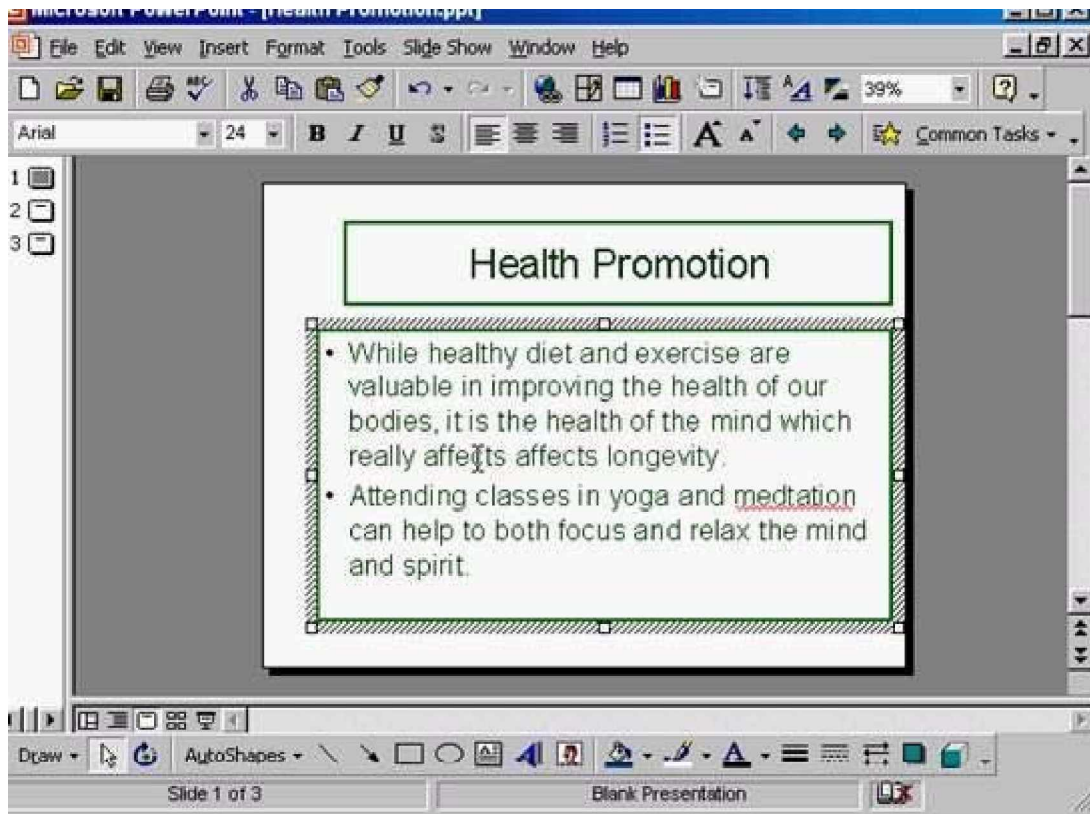 Microsoft PowerPoint - [Health Promotion.ppt]
File Edit View Insert Format Tools Slide Show Window Help
39%
Arial 24 B I U S Common Tasks
1
2
3
Health Promotion
• While healthy diet and exercise are
valuable in improving the health of our
bodies, it is the health of the mind which
really affects affects longevity.
• Attending classes in yoga and medtation
can help to both focus and relax the mind
and spirit.
Draw AutoShapes
Slide 1 of 3 Blank Presentation